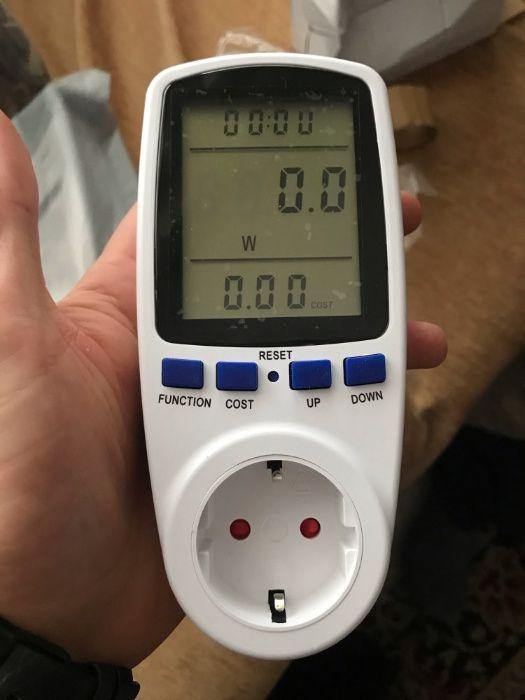 00:00
0.0
W
0.00 COST
RESET
FUNCTION COST UP DOWN